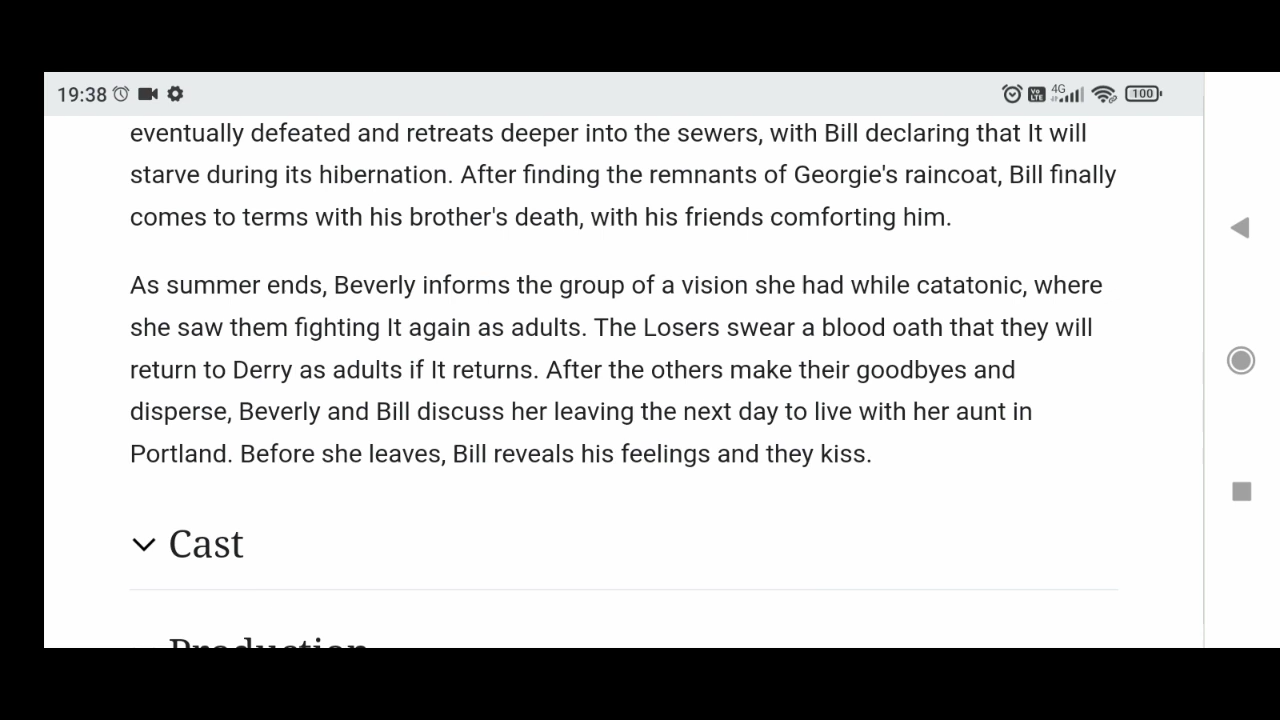 19:38 4G 100
eventually defeated and retreats deeper into the sewers, with Bill declaring that It will
starve during its hibernation. After finding the remnants of Georgie's raincoat, Bill finally
comes to terms with his brother's death, with his friends comforting him.
As summer ends, Beverly informs the group of a vision she had while catatonic, where
she saw them fighting It again as adults. The Losers swear a blood oath that they will
return to Derry as adults if It returns. After the others make their goodbyes and
disperse, Beverly and Bill discuss her leaving the next day to live with her aunt in
Portland. Before she leaves, Bill reveals his feelings and they kiss.
Cast
Production